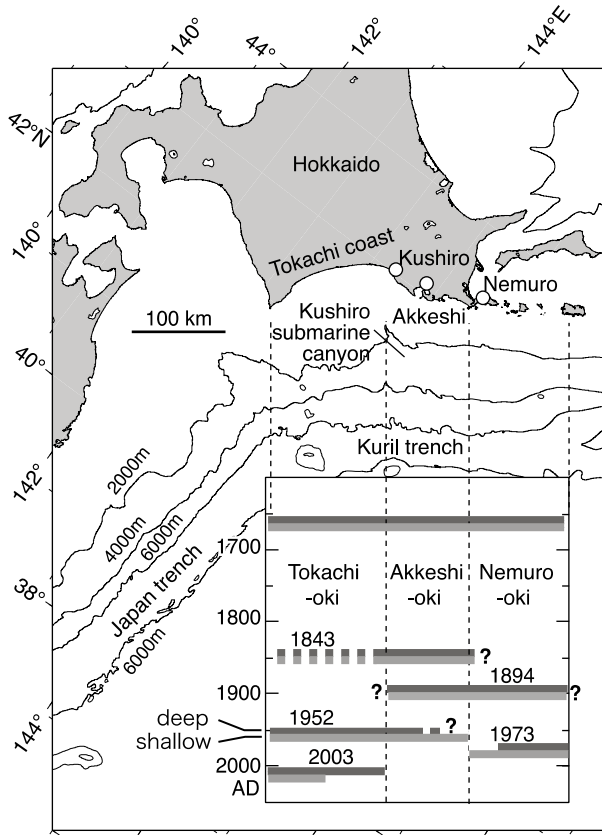 140°
44°
142°
144°E
42°N
Hokkaido
140°
Tokachi coast
Kushiro
Nemuro
100 km
Kushiro
submarine
canyon
Akkeshi
40°
Kuril trench
2000m
142°
4000m
6000m
1700
Tokachi
-oki
Akkeshi
-oki
Nemuro
-oki
38°
Japan trench
6000m
1800
1843
?
1894
1900
?
?
144°
deep
shallow
1952
?
1973
2003
2000
AD